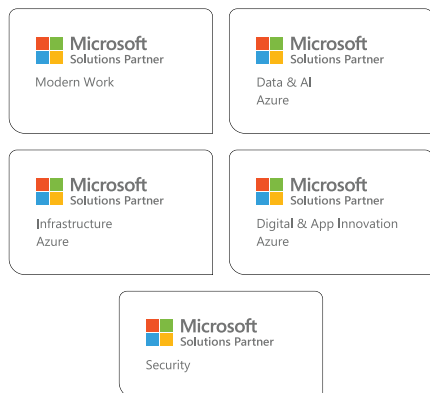 Microsoft
Solutions Partner
Modern Work
Microsoft
Solutions Partner
Data & AI
Azure
Microsoft
Solutions Partner
Infrastructure
Azure
Microsoft
Solutions Partner
Digital & App Innovation
Azure
Microsoft
Solutions Partner
Security